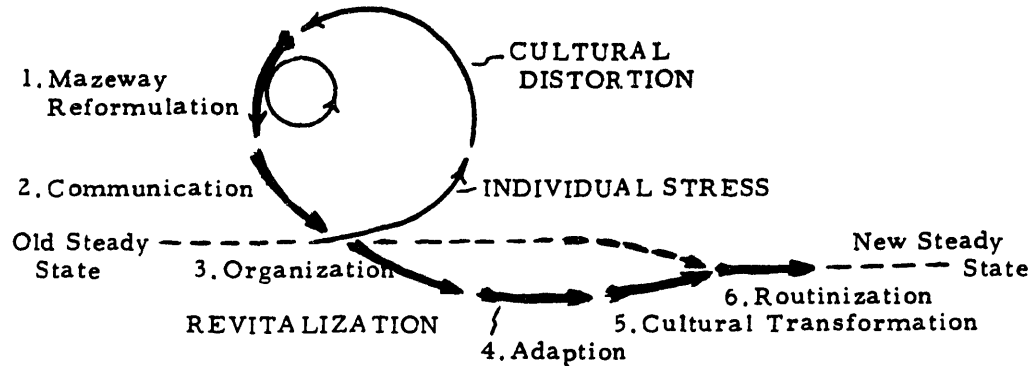 CULTURAL
DISTORTION
1. Mazeway
Reformulation
2. Communication
INDIVIDUAL STRESS
Old Steady
State
New Steady
State
3. Organization
6. Routinization
REVITALIZATION
5. Cultural Transformation
4. Adaption